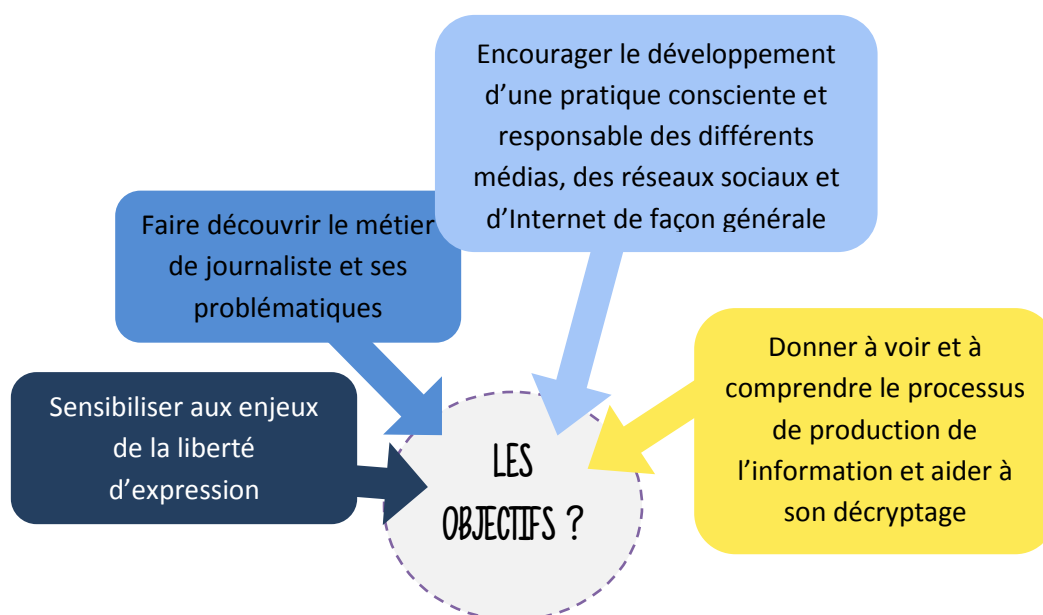 Encourager le développement
d’une pratique consciente et
responsable des différents
médias, des réseaux sociaux et
d’Internet de façon générale
Faire découvrir le métier
de journaliste et ses
problématiques
Donner à voir et à
comprendre le processus
de production de
l’information et aider à
son décryptage
Sensibiliser aux enjeux
de la liberté
d’expression
LES
OBJECTIFS ?